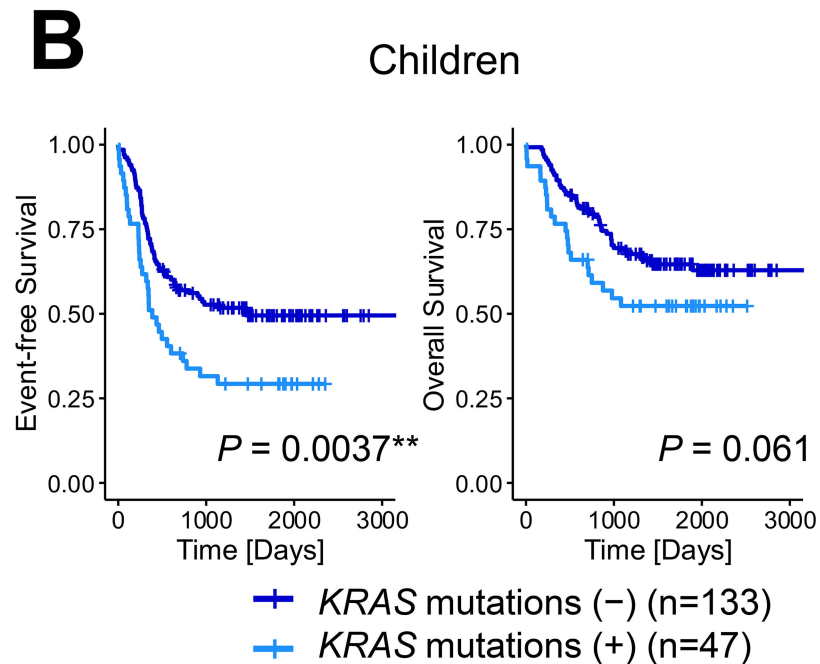 B
Children
Event-free Survival
1.00
0.75
0.50
0.25
0.00
P = 0.0037**
0 1000 2000 3000
Time [Days]
Overall Survival
1.00
0.75
0.50
0.25
0.00
P = 0.061
0 1000 2000 3000
Time [Days]
KRAS mutations (−) (n=133)
KRAS mutations (+) (n=47)